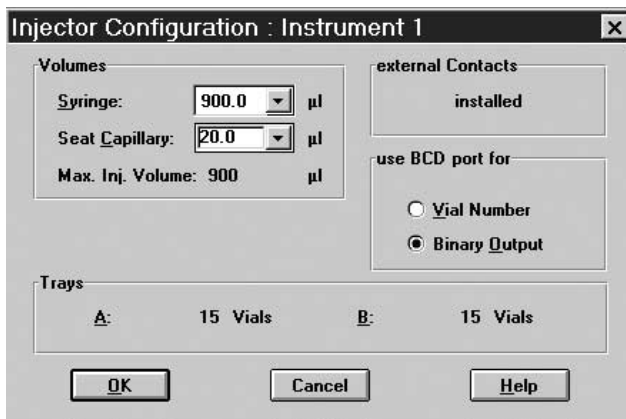 Injector Configuration : Instrument 1
Volumes
Syringe: 900.0 µl
Seat Capillary: 20.0 µl
Max. Inj. Volume: 900 µl
external Contacts
installed
use BCD port for
Vial Number
Binary Output
Trays
A: 15 Vials B: 15 Vials
OK Cancel Help